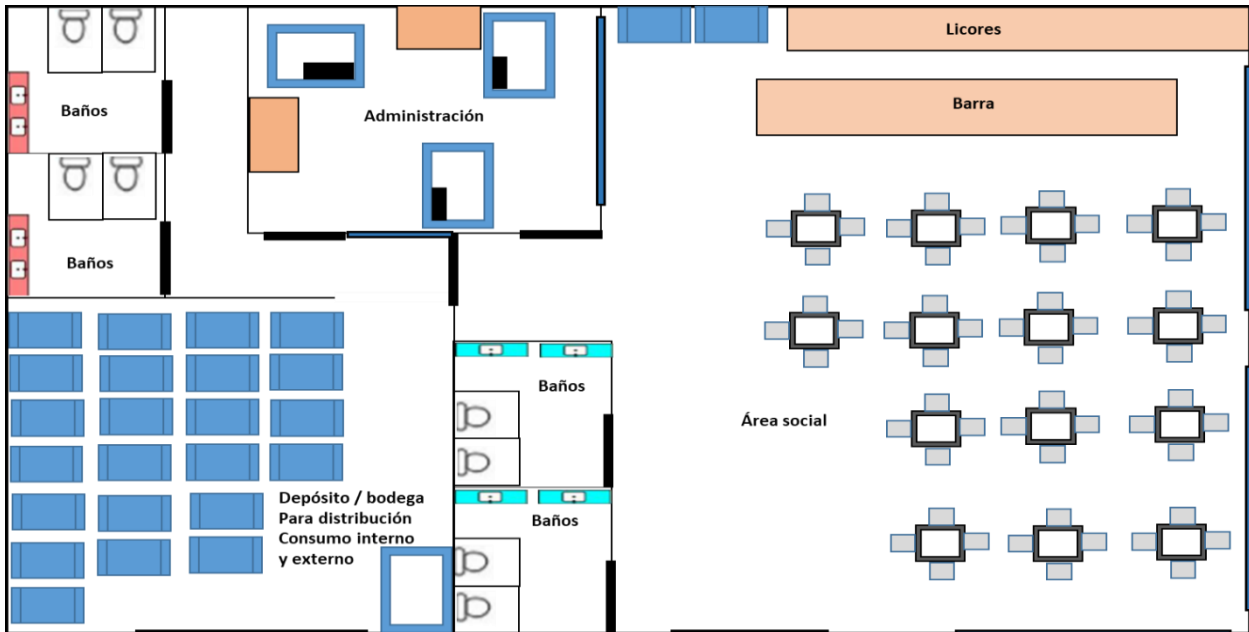 Licores
Barra
Baños
Administración
Baños
Baños
Área social
Depósito / bodega
Para distribución
Consumo interno
y externo
Baños